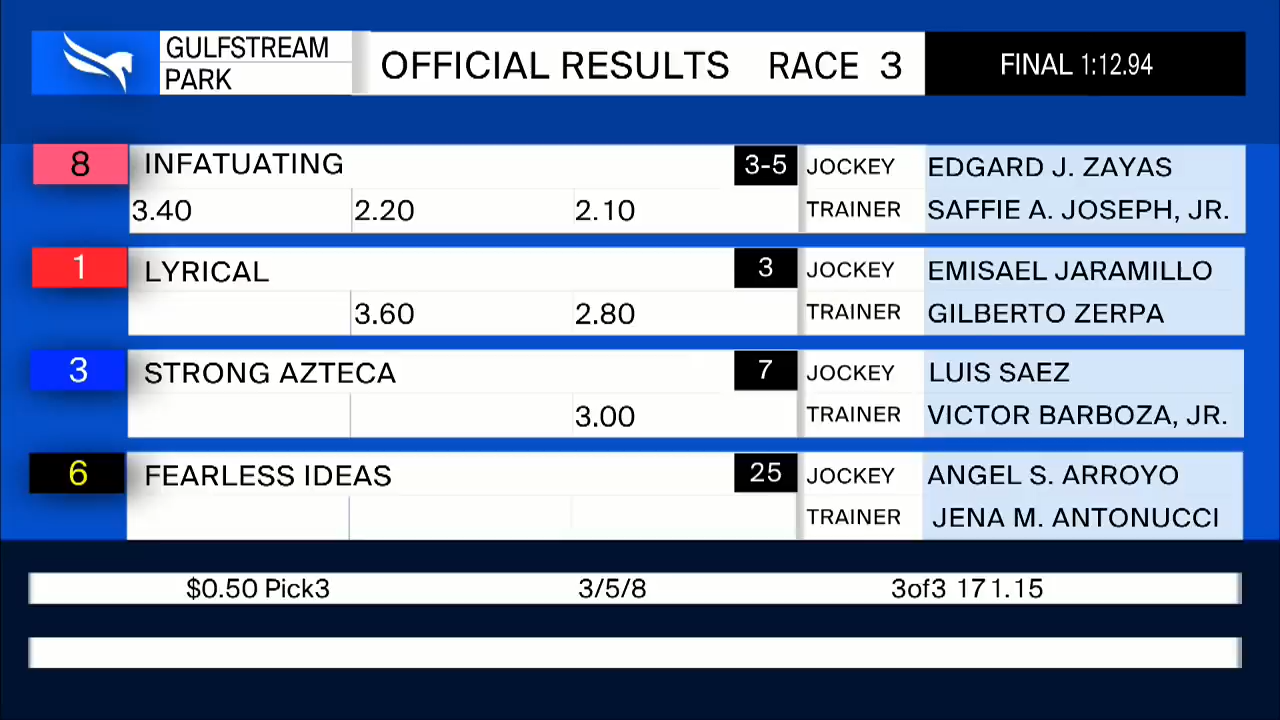 GULFSTREAM
PARK
OFFICIAL RESULTS RACE 3
FINAL 1:12.94
8 INFATUATING 3-5 JOCKEY EDGARD J. ZAYAS
3.40 2.20 2.10 TRAINER SAFFIE A. JOSEPH, JR.
1 LYRICAL 3 JOCKEY EMISAEL JARAMILLO
3.60 2.80 TRAINER GILBERTO ZERPA
3 STRONG AZTECA 7 JOCKEY LUIS SAEZ
3.00 TRAINER VICTOR BARBOZA, JR.
6 FEARLESS IDEAS 25 JOCKEY ANGEL S. ARROYO
TRAINER JENA M. ANTONUCCI
$0.50 Pick3 3/5/8 3of3 171.15